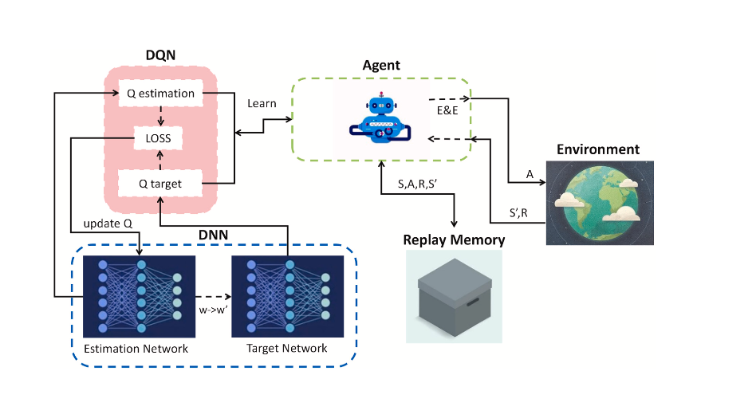 DQN
Q estimation
LOSS
Q target
Learn
Agent
E&E
Environment
A
S′,R
S,A,R,S′
Replay Memory
update Q
DNN
w->w′
Estimation Network
Target Network